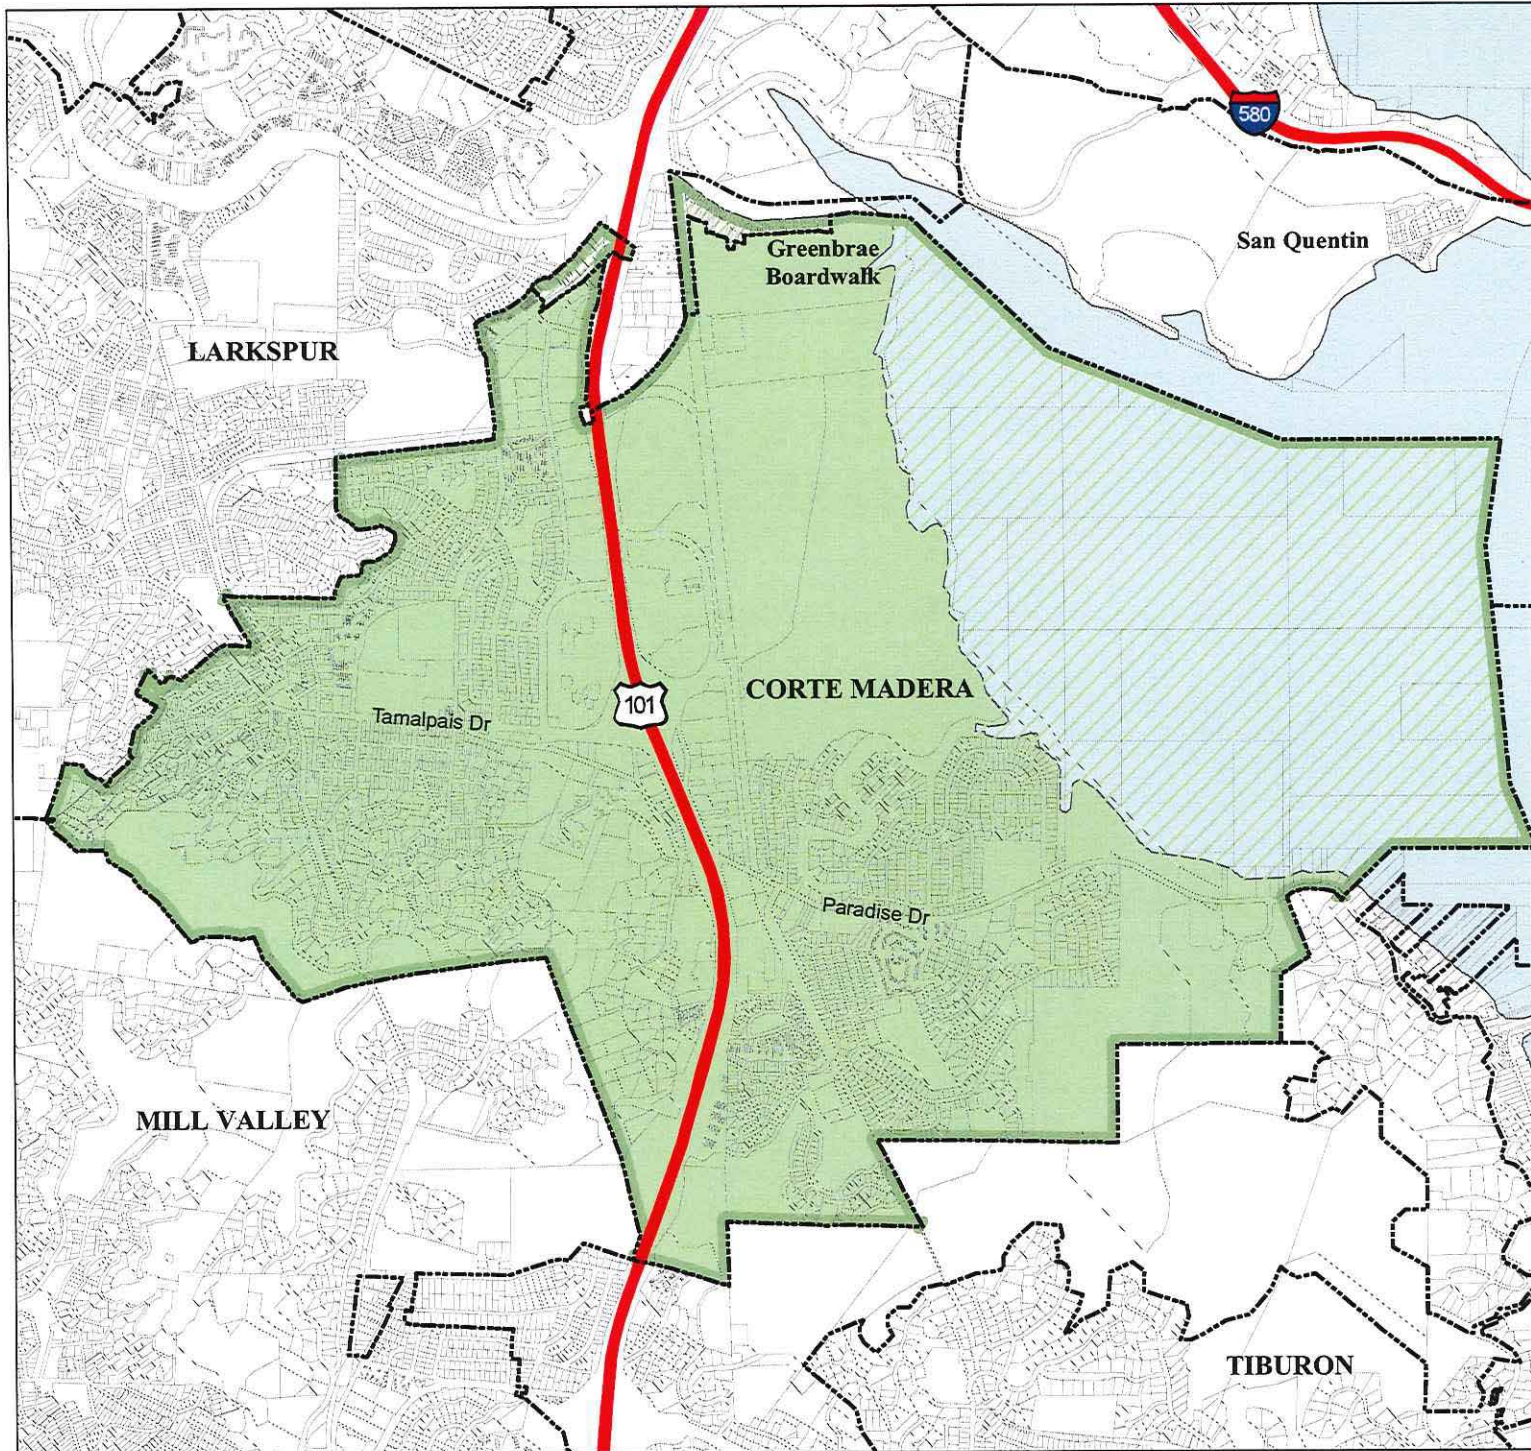 580
San Quentin
Greenbrae
Boardwalk
LARKSPUR
CORTE MADERA
101
Tamalpais Dr
Paradise Dr
MILL VALLEY
TIBURON